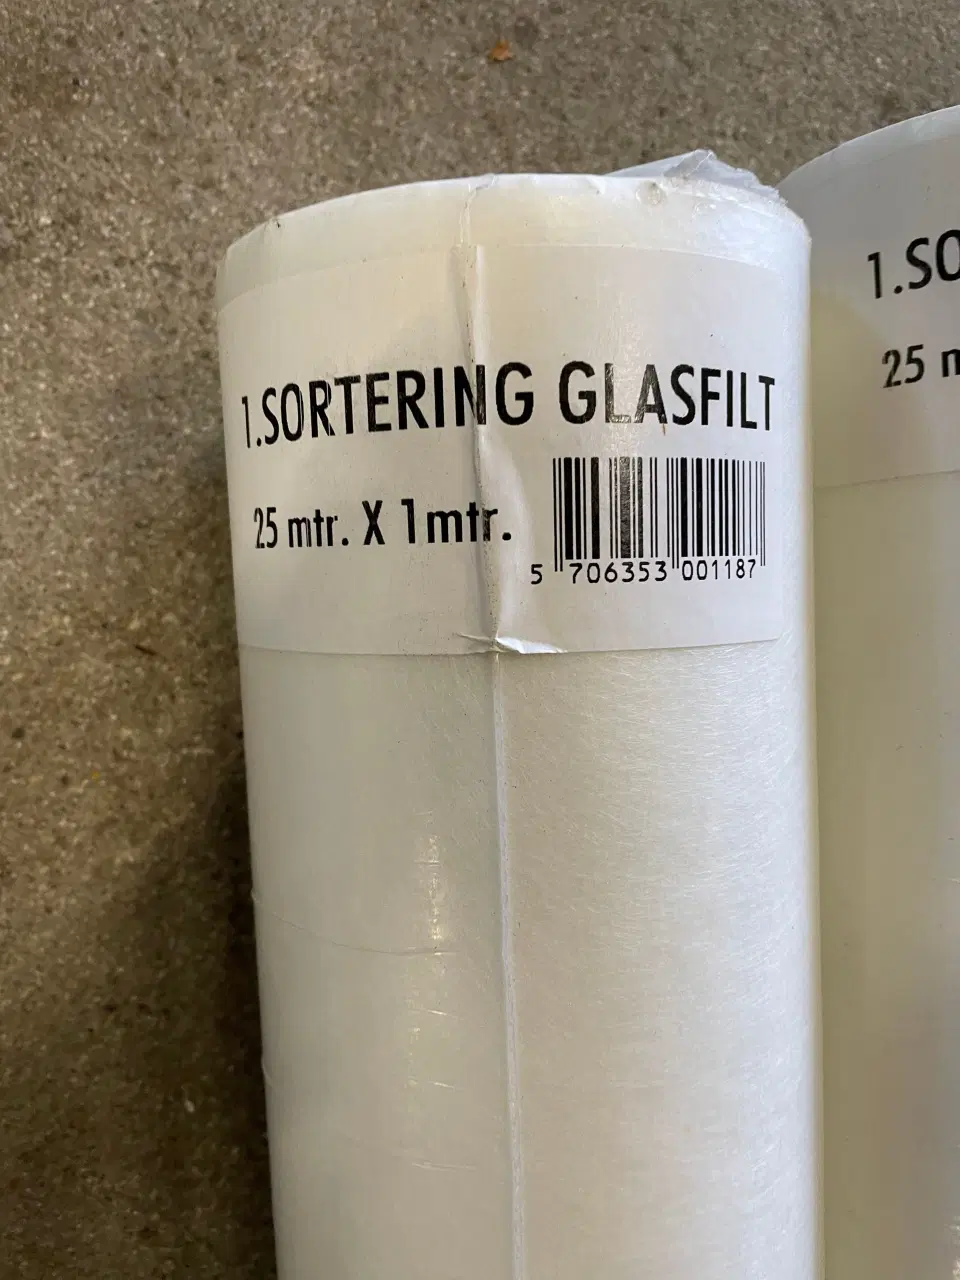 1.SORTERING GLASFILT
25 mtr. X 1mtr.
5 706353 001187
1.SO
25 m